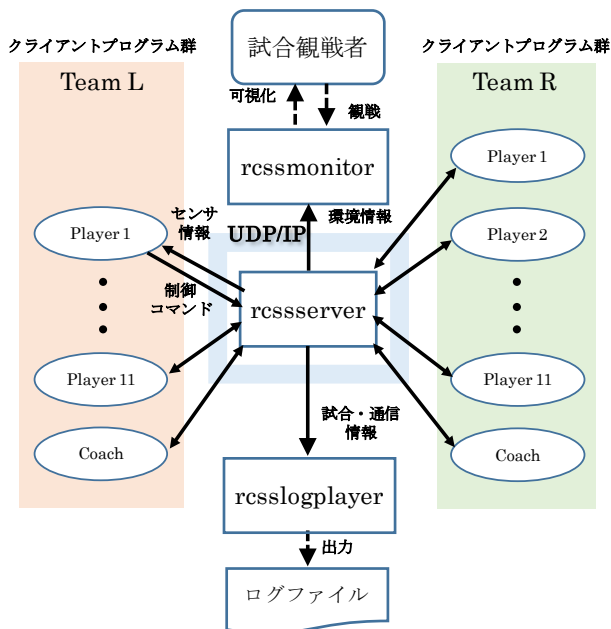 試合観戦者
クライアントプログラム群
クライアントプログラム群
Team L
Team R
可視化
観戦
rcssmonitor
Player 1
センサ
情報
環境情報
UDP/IP
Player 1
Player 2
制御
コマンド
rcssserver
Player 11
Player 11
試合・通信
情報
Coach
Coach
rcsslogplayer
出力
ログファイル